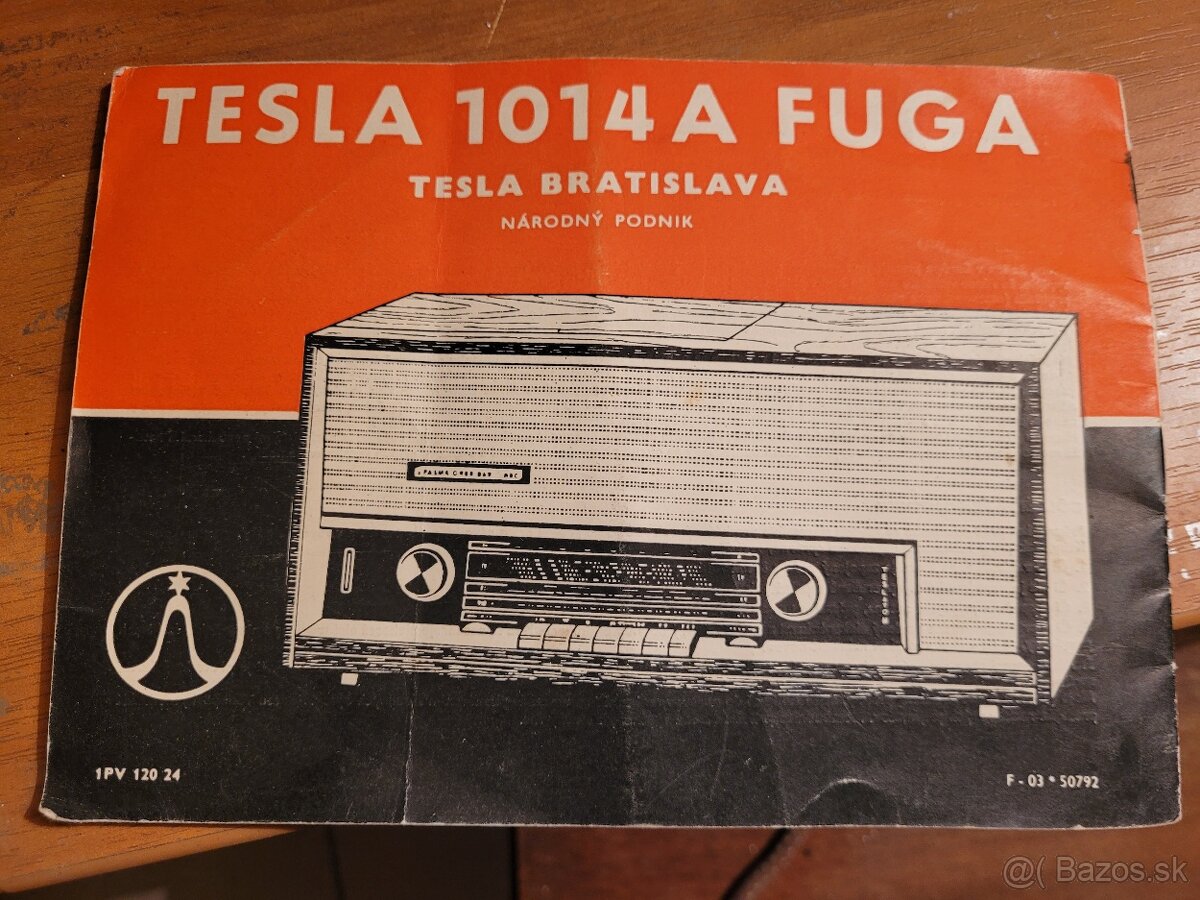 TESLA 1014A FUGA
TESLA BRATISLAVA
NÁRODNÝ PODNIK
1PV 120 24
F - 03 * 50792
@( Bazos.sk